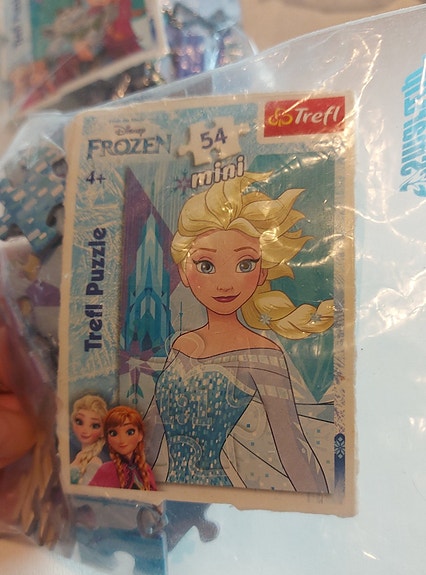 Trefl
Disney
FROZEN
54
mini
4+
Trefl Puzzle